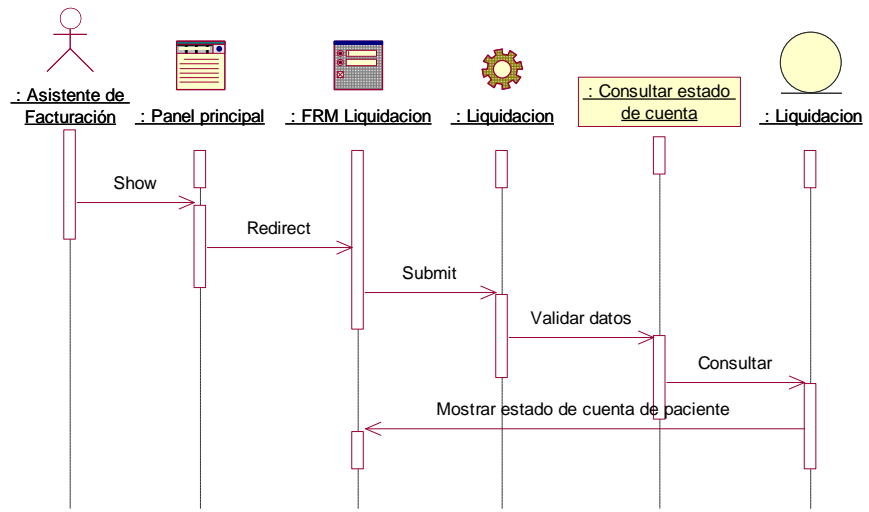 : Asistente de
Facturación
: Panel principal
: FRM Liquidacion
: Liquidacion
: Consultar estado
de cuenta
: Liquidacion
Show
Redirect
Submit
Validar datos
Consultar
Mostrar estado de cuenta de paciente